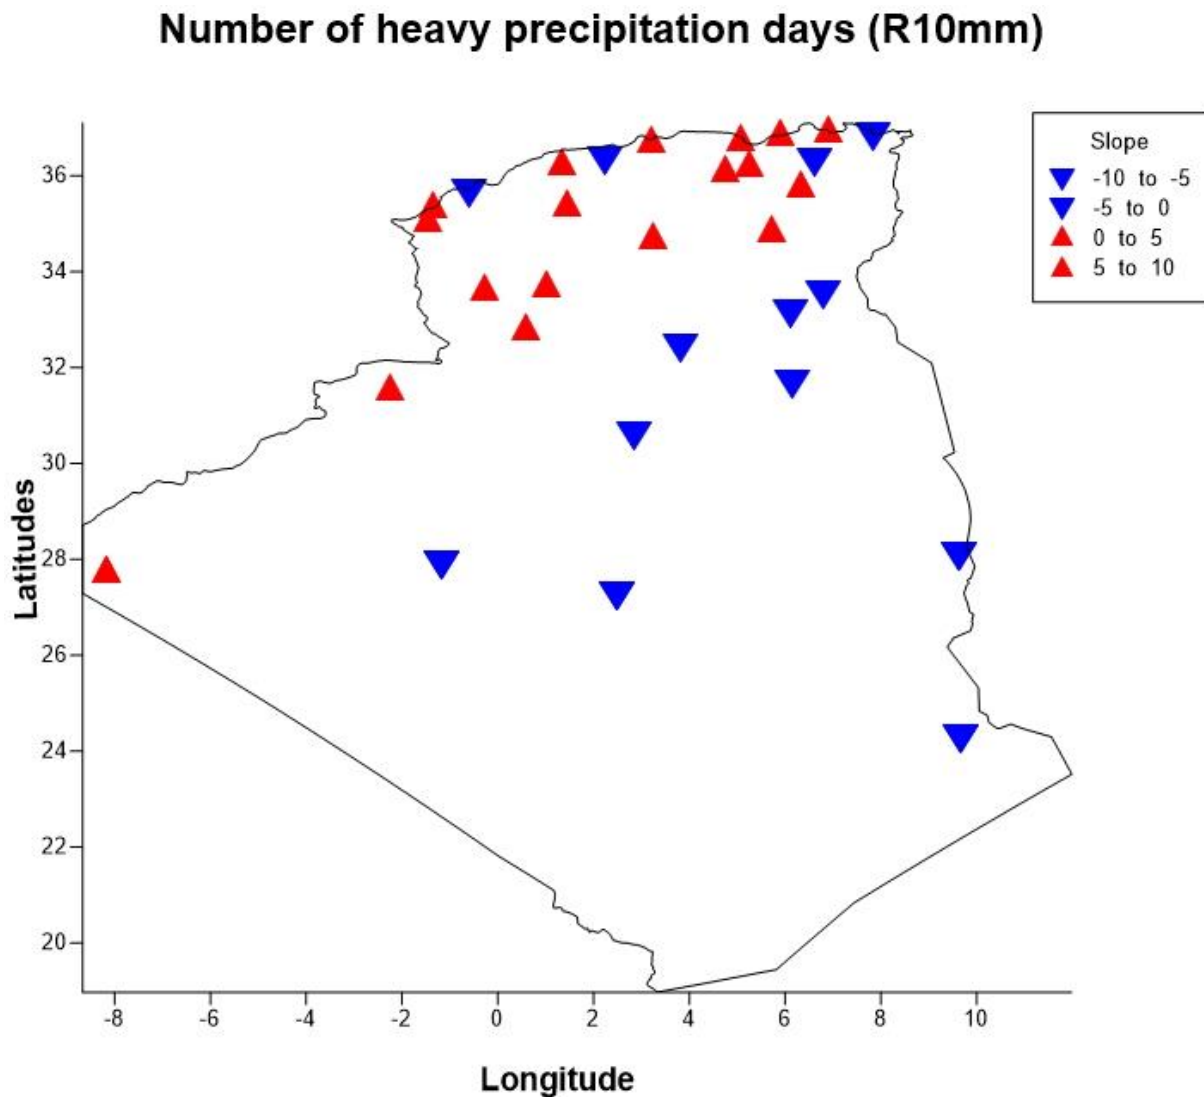 Number of heavy precipitation days (R10mm)
Slope
-10 to -5
-5 to 0
0 to 5
5 to 10
36
34
32
30
28
26
24
22
20
Latitudes
-8 -6 -4 -2 0 2 4 6 8 10
Longitude